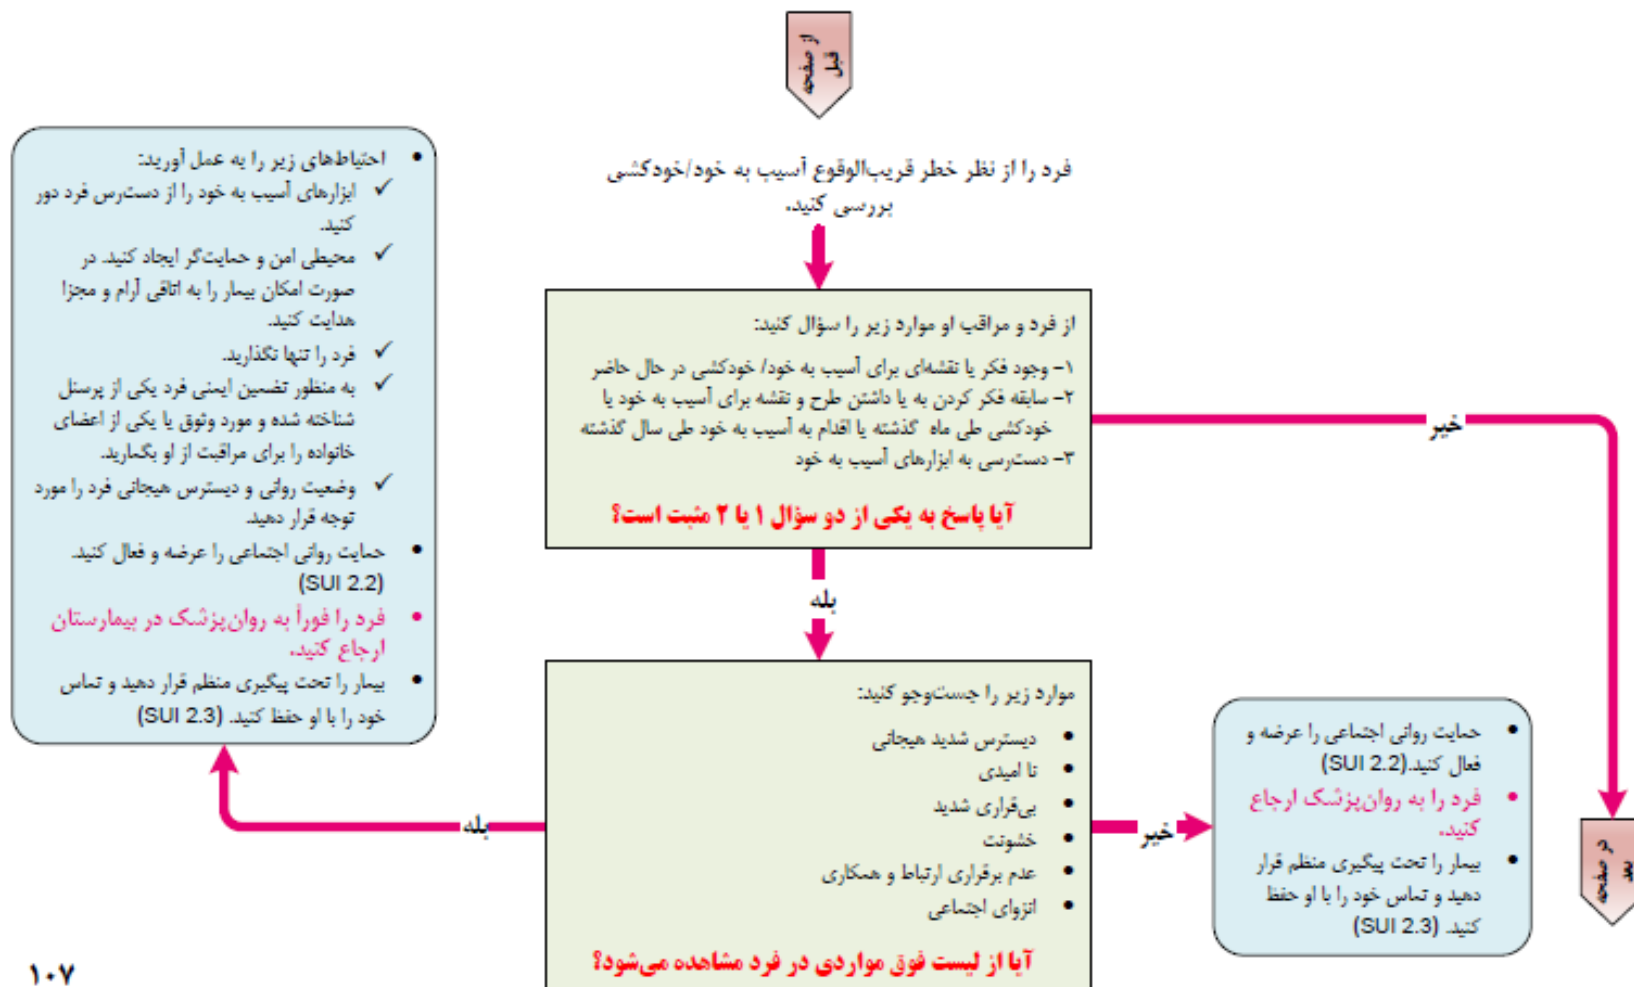 از صفحه
قبل
فرد را از نظر خطر قریب‌الوقوع آسیب به خود/خودکشی
بررسی کنید.
از فرد و مراقب او موارد زیر را سؤال کنید:
۱- وجود فکر یا نقشه‌ای برای آسیب به خود/ خودکشی در حال حاضر
۲- سابقه فکر کردن به یا داشتن طرح و نقشه برای آسیب به خود یا
خودکشی طی ماه گذشته یا اقدام به آسیب به خود طی سال گذشته
۳- دست‌رسی به ابزارهای آسیب به خود
آیا پاسخ به یکی از دو سؤال ۱ یا ۲ مثبت است؟
خیر
بله
موارد زیر را جست‌وجو کنید:
• دیسترس شدید هیجانی
• نا امیدی
• بی‌قراری شدید
• خشونت
• عدم برقراری ارتباط و همکاری
• انزوای اجتماعی
آیا از لیست فوق مواردی در فرد مشاهده می‌شود؟
خیر
بله
• حمایت روانی اجتماعی را عرضه و
فعال کنید.(SUI 2.2)
• فرد را به روان‌پزشک ارجاع
کنید.
• بیمار را تحت پیگیری منظم قرار
دهید و تماس خود را با او حفظ
کنید. (SUI 2.3)
در صفحه
بعد
• احتیاط‌های زیر را به عمل آورید:
✓ ابزارهای آسیب به خود را از دست‌رس فرد دور
کنید.
✓ محیطی امن و حمایت‌گر ایجاد کنید. در
صورت امکان بیمار را به اتاقی آرام و مجزا
هدایت کنید.
✓ فرد را تنها نگذارید.
✓ به منظور تضمین ایمنی فرد یکی از پرسنل
شناخته شده و مورد وثوق یا یکی از اعضای
خانواده را برای مراقبت از او بگمارید.
✓ وضعیت روانی و دیسترس هیجانی فرد را مورد
توجه قرار دهید.
• حمایت روانی اجتماعی را عرضه و فعال کنید.
(SUI 2.2)
• فرد را فوراً به روان‌پزشک در بیمارستان
ارجاع کنید.
• بیمار را تحت پیگیری منظم قرار دهید و تماس
خود را با او حفظ کنید. (SUI 2.3)
۱۰۷